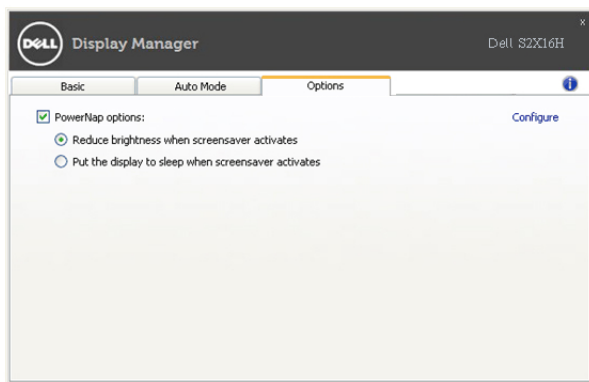 DELL Display Manager Dell S2X16H x
Basic Auto Mode Options i
PowerNap options: Configure
Reduce brightness when screensaver activates
Put the display to sleep when screensaver activates